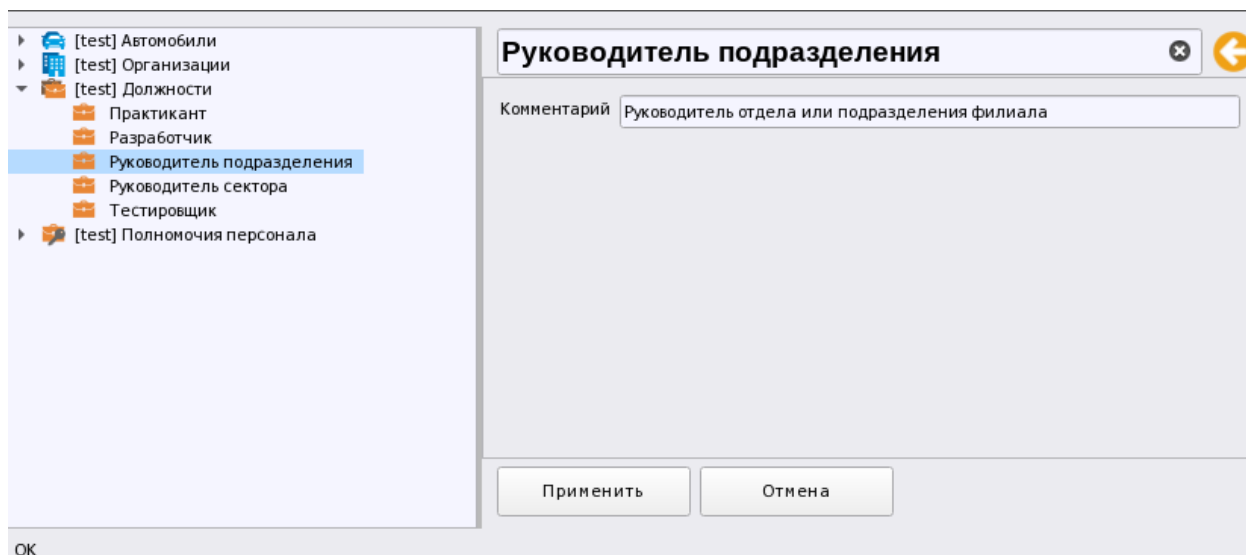 [test] Автомобили
[test] Организации
[test] Должности
Практикант
Разработчик
Руководитель подразделения
Руководитель сектора
Тестировщик
[test] Полномочия персонала
Руководитель подразделения
Комментарий Руководитель отдела или подразделения филиала
Применить Отмена
OK